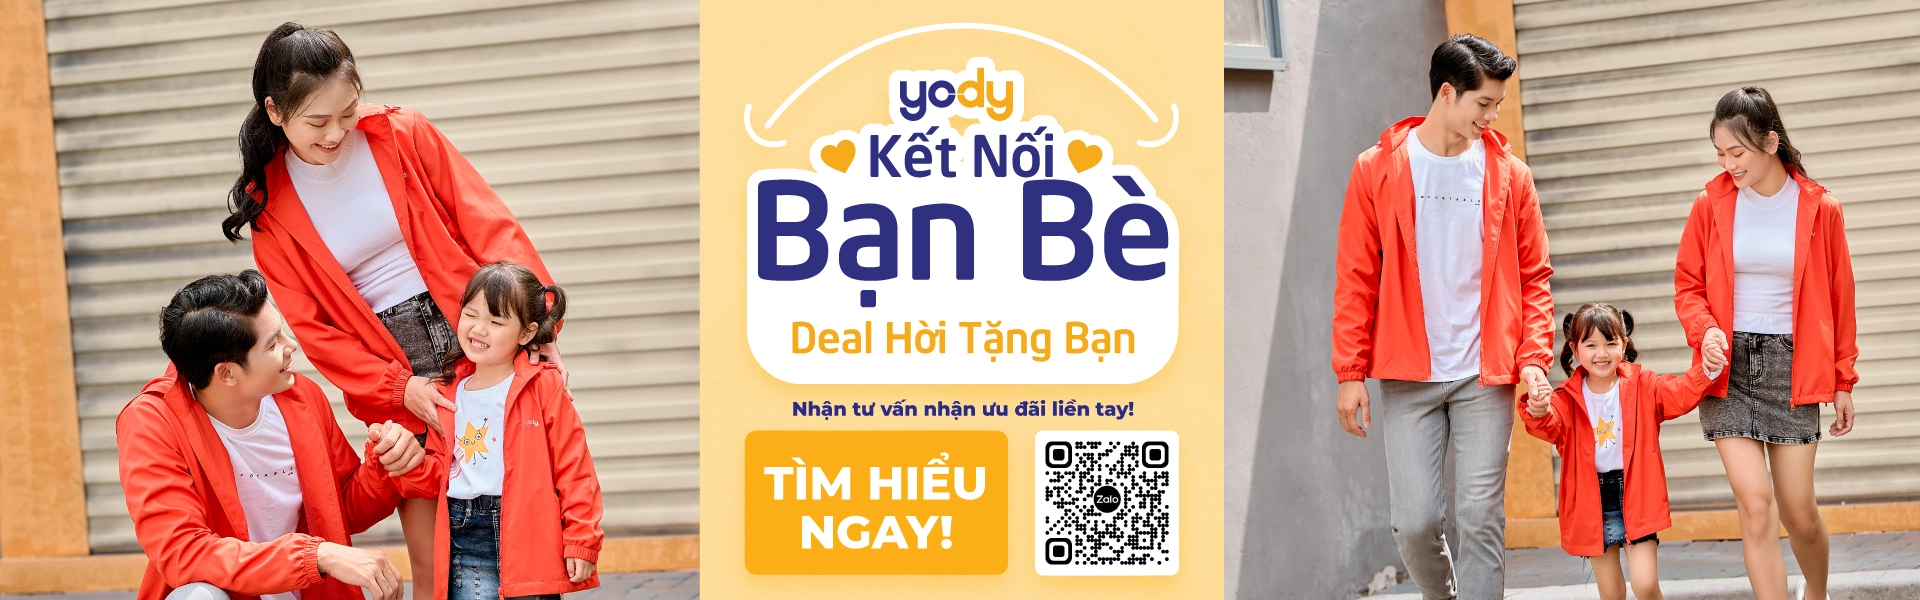 yody
Kết Nối
Bạn Bè
Deal Hời Tặng Bạn
Nhận tư vấn nhận ưu đãi liền tay!
TÌM HIỂU
NGAY!
Zalo